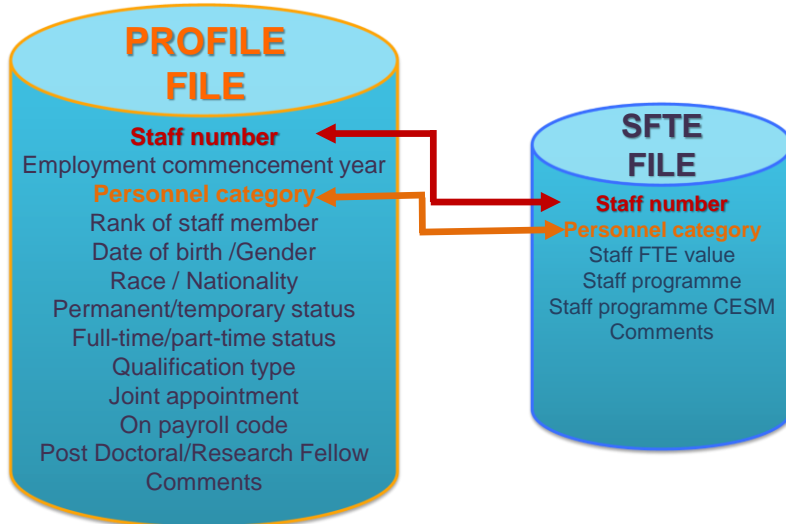 PROFILE
FILE
Staff number
Employment commencement year
Personnel category
Rank of staff member
Date of birth /Gender
Race / Nationality
Permanent/temporary status
Full-time/part-time status
Qualification type
Joint appointment
On payroll code
Post Doctoral/Research Fellow
Comments
SFTE
FILE
Staff number
Personnel category
Staff FTE value
Staff programme
Staff programme CESM
Comments